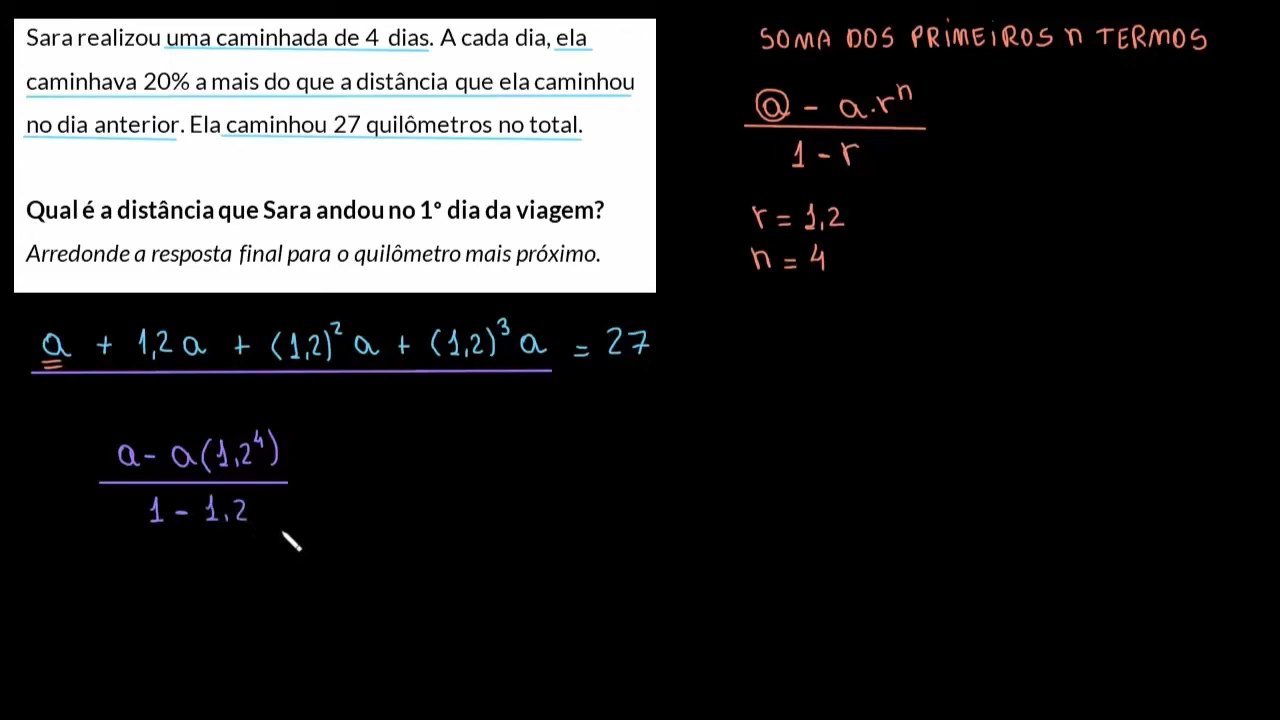 Sara realizou uma caminhada de 4 dias. A cada dia, ela
caminhava 20% a mais do que a distância que ela caminhou
no dia anterior. Ela caminhou 27 quilômetros no total.
Qual é a distância que Sara andou no 1º dia da viagem?
Arredonde a resposta final para o quilômetro mais próximo.
SOMA DOS PRIMEIROS n TERMOS
a - a.rⁿ
1 - r
r = 1,2
n = 4
a + 1,2a + (1,2)² a + (1,2)³ a = 27
a - a(1,2⁴)
1 - 1,2